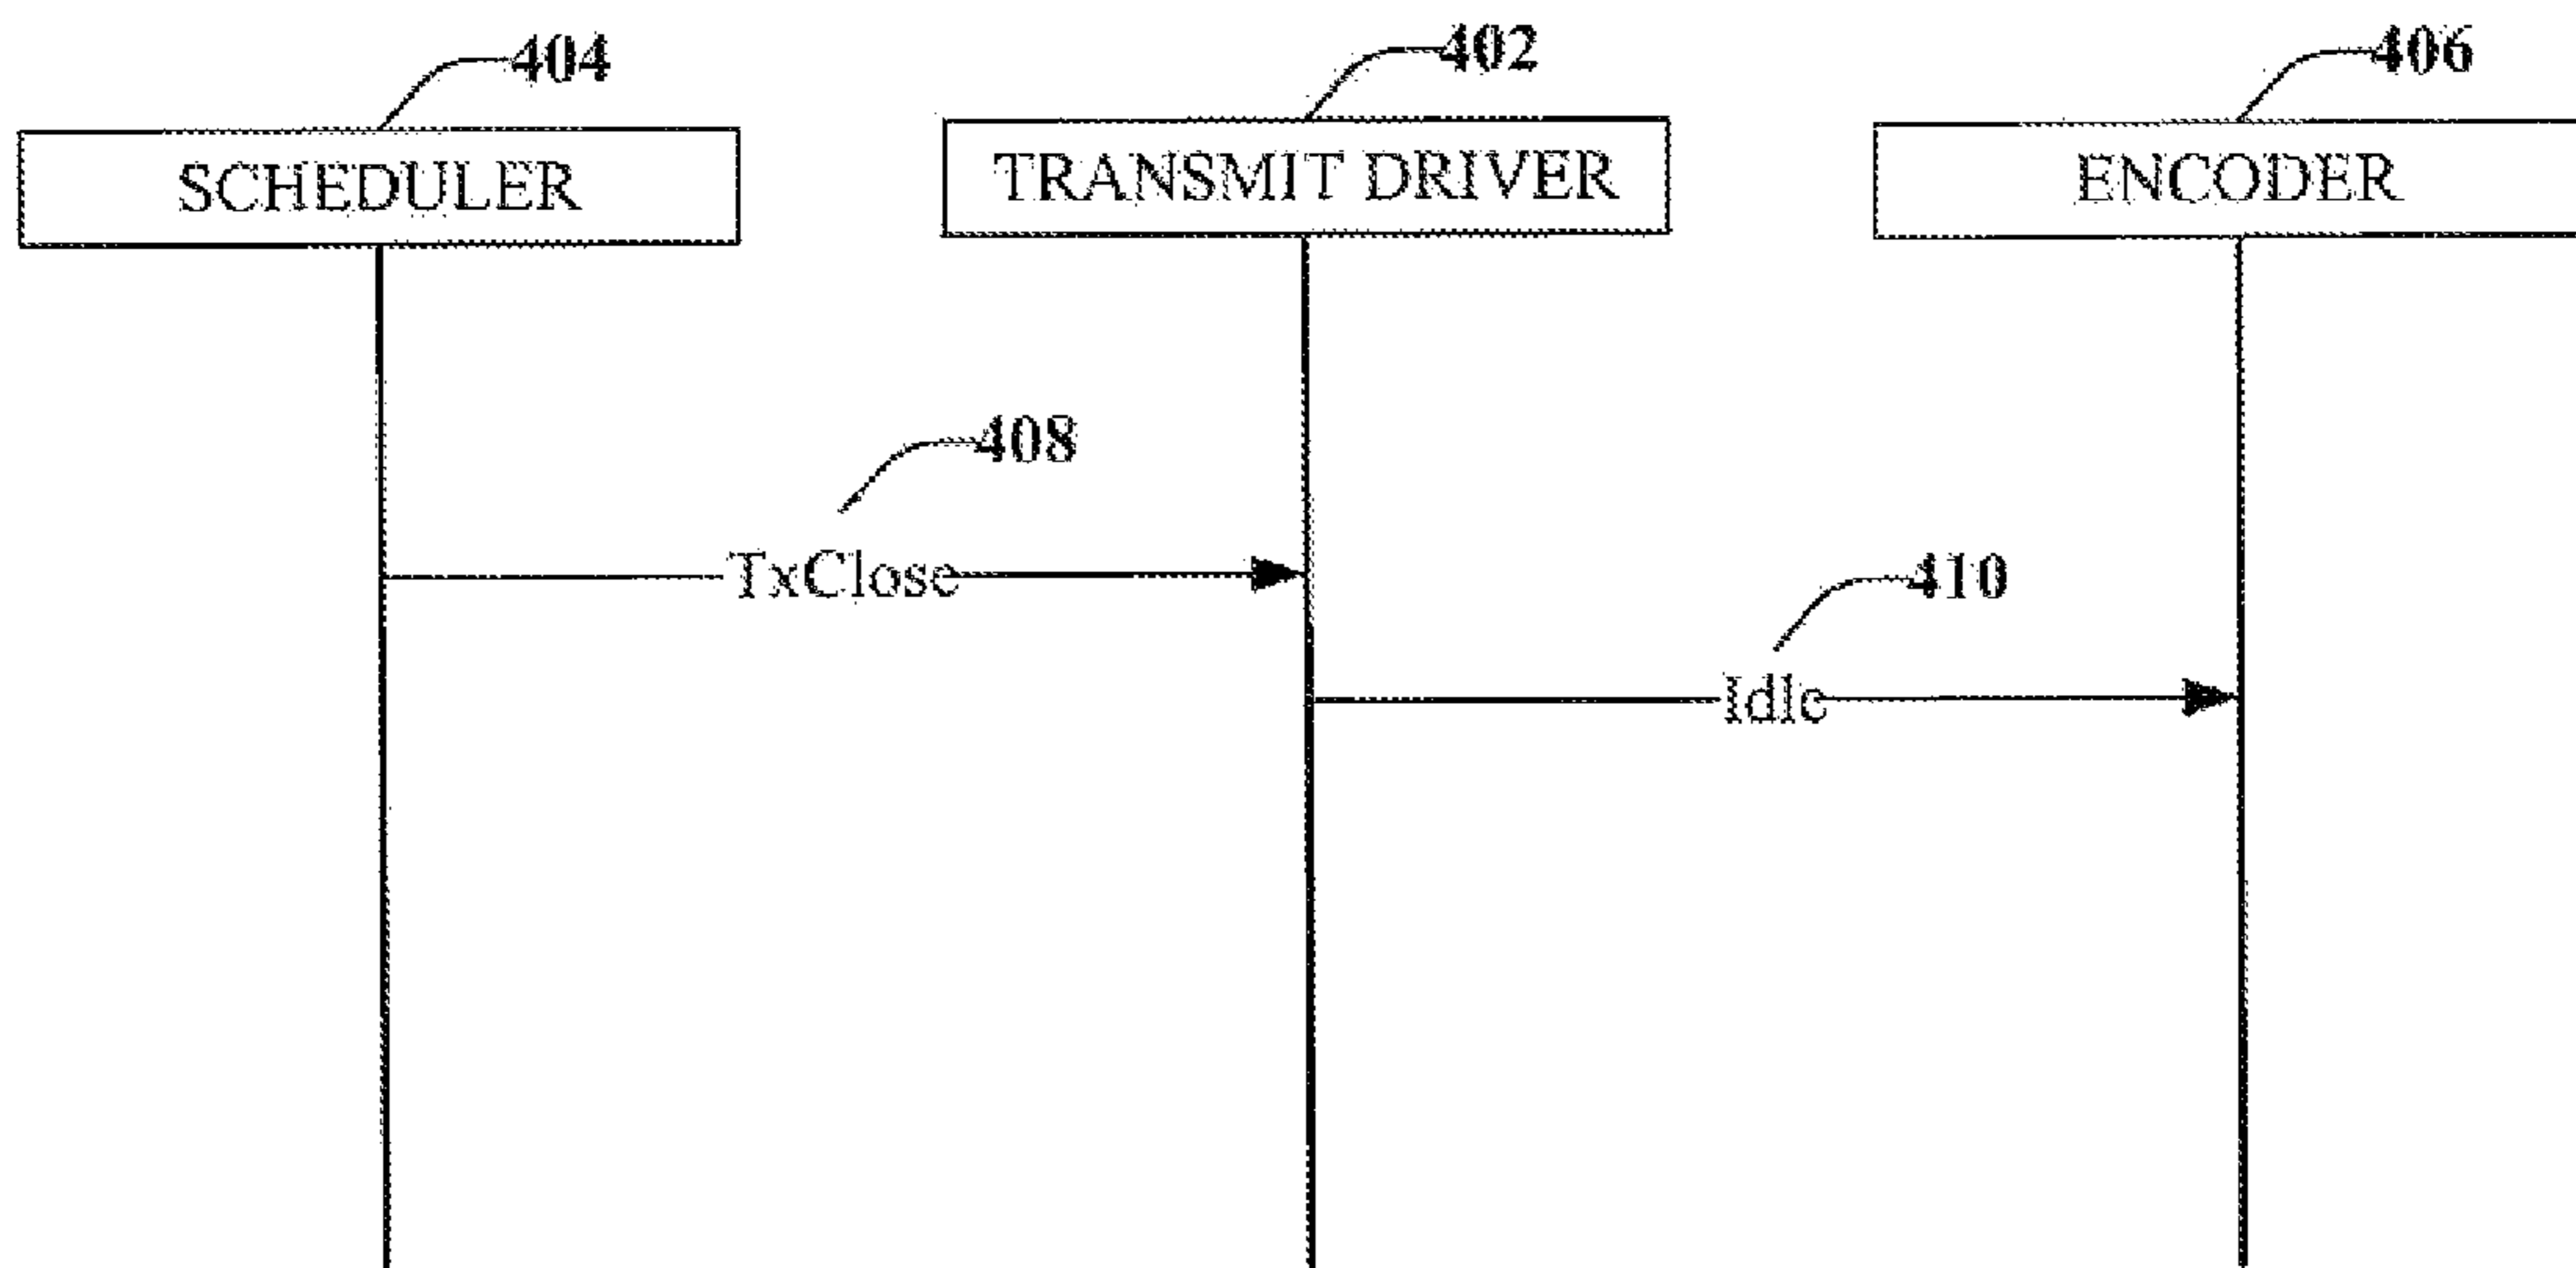 404
402
406
SCHEDULER
TRANSMIT DRIVER
ENCODER
408
TxClose
410
Idle